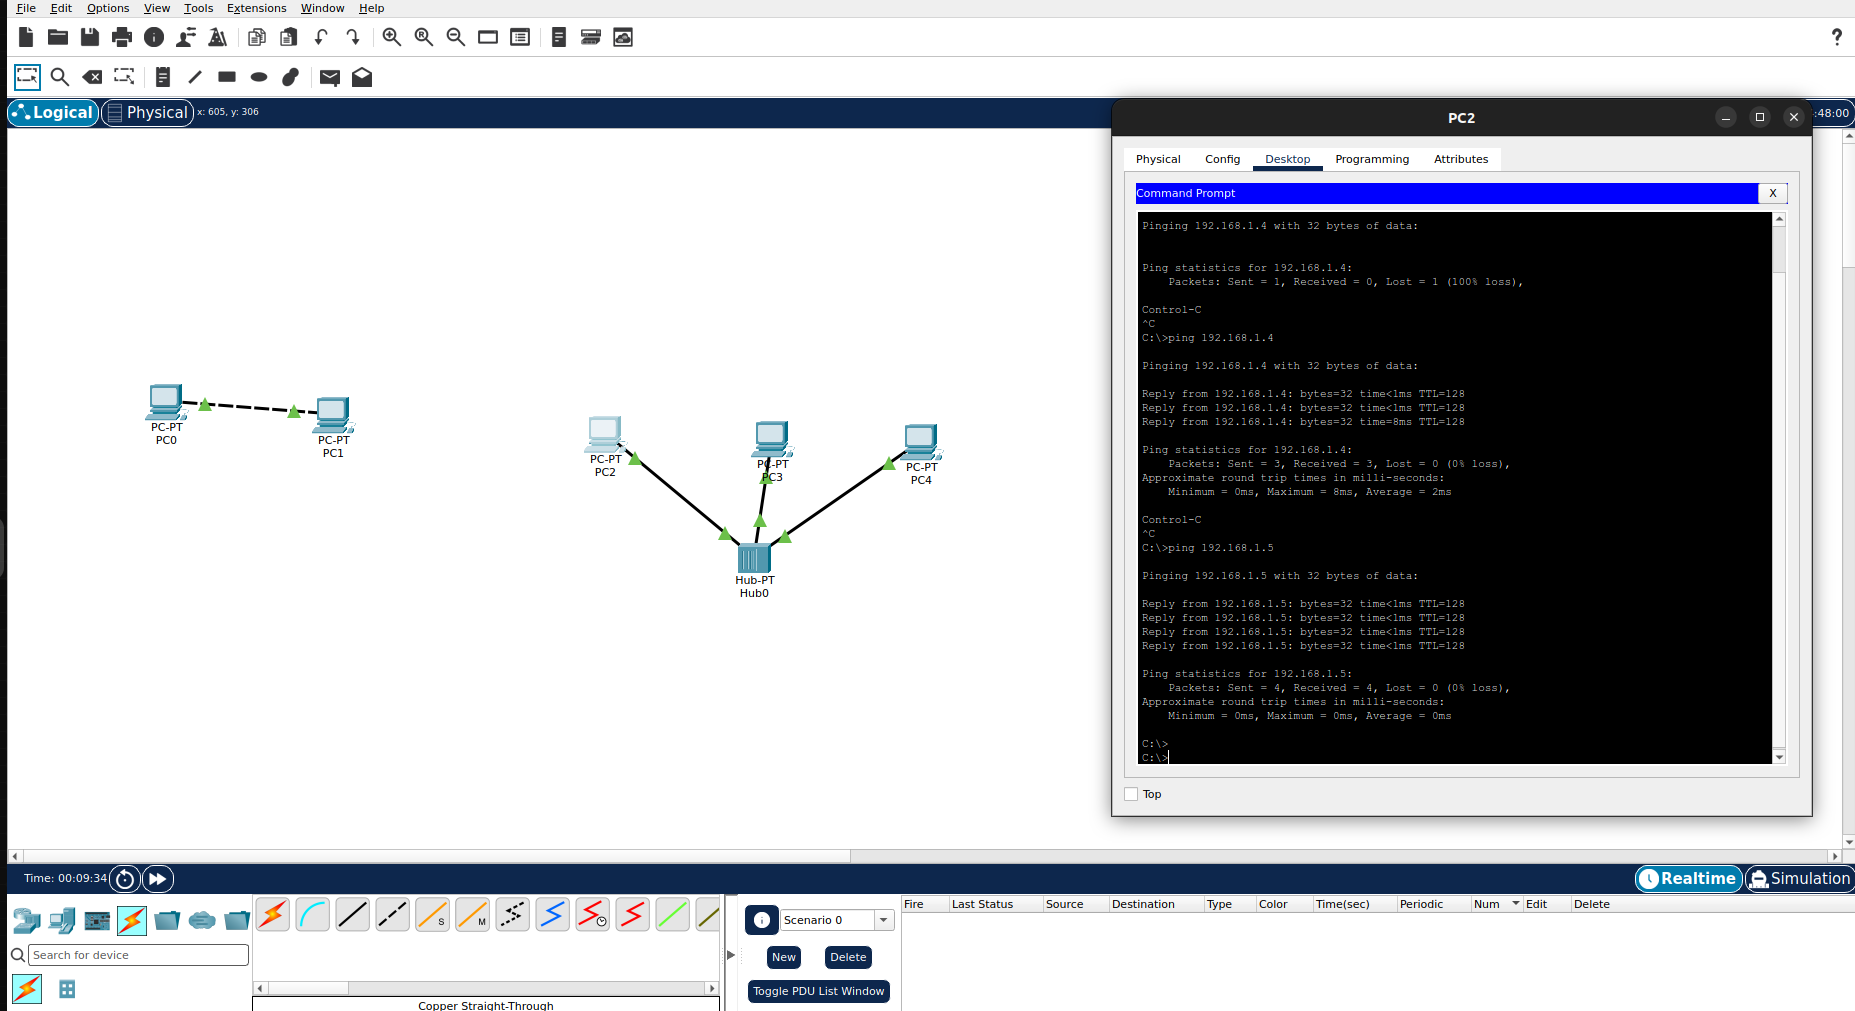 File Edit Options View Tools Extensions Window Help
?
Logical Physical x: 605, y: 306
:48:00
PC2
Physical Config Desktop Programming Attributes
Command Prompt X
Pinging 192.168.1.4 with 32 bytes of data:
Ping statistics for 192.168.1.4:
Packets: Sent = 1, Received = 0, Lost = 1 (100% loss),
Control-C
^C
C:\>ping 192.168.1.4
Pinging 192.168.1.4 with 32 bytes of data:
Reply from 192.168.1.4: bytes=32 time<1ms TTL=128
Reply from 192.168.1.4: bytes=32 time<1ms TTL=128
Reply from 192.168.1.4: bytes=32 time=8ms TTL=128
Ping statistics for 192.168.1.4:
Packets: Sent = 3, Received = 3, Lost = 0 (0% loss),
Approximate round trip times in milli-seconds:
Minimum = 0ms, Maximum = 8ms, Average = 2ms
Control-C
^C
C:\>ping 192.168.1.5
Pinging 192.168.1.5 with 32 bytes of data:
Reply from 192.168.1.5: bytes=32 time<1ms TTL=128
Reply from 192.168.1.5: bytes=32 time<1ms TTL=128
Reply from 192.168.1.5: bytes=32 time<1ms TTL=128
Reply from 192.168.1.5: bytes=32 time<1ms TTL=128
Ping statistics for 192.168.1.5:
Packets: Sent = 4, Received = 4, Lost = 0 (0% loss),
Approximate round trip times in milli-seconds:
Minimum = 0ms, Maximum = 0ms, Average = 0ms
C:\>
C:\>
Top
PC-PT
PC0
PC-PT
PC1
PC-PT
PC2
PC-PT
PC3
PC-PT
PC4
Hub-PT
Hub0
Time: 00:09:34
Realtime Simulation
S
M
Search for device
Copper Straight-Through
Scenario 0
New Delete
Toggle PDU List Window
Fire Last Status Source Destination Type Color Time(sec) Periodic Num Edit Delete